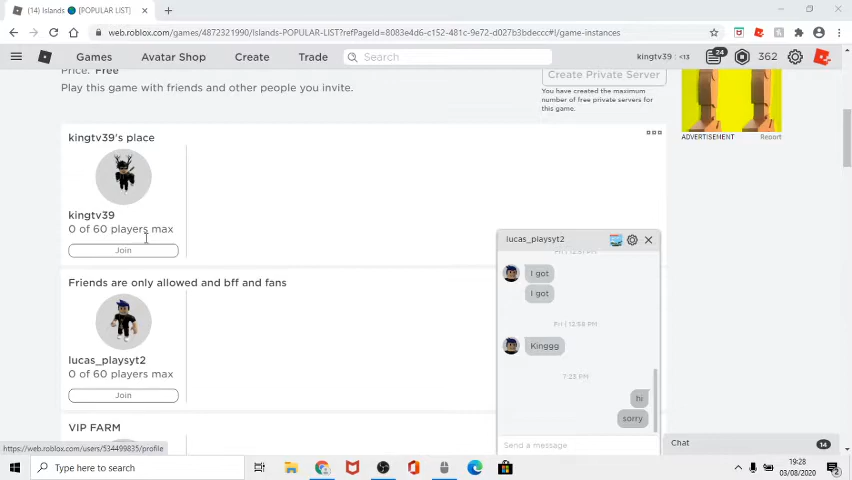 (14) Islands 🌏 [POPULAR LIST]
web.roblox.com/games/4872321990/Islands-POPULAR-LIST?refPageId=8083e4d6-c152-481c-9e72-d027b3bdeccc#!/game-instances
Games Avatar Shop Create Trade Search kingtv39 : <13 24 362
Price: Free
Play this game with friends and other people you invite.
Create Private Server
You have created the maximum
number of free private servers for
this game.
ADVERTISEMENT Report
kingtv39's place
kingtv39
0 of 60 players max
Join
Friends are only allowed and bff and fans
lucas_playsyt2
0 of 60 players max
Join
VIP FARM
lucas_playsyt2
I got
I got
Fri | 12:58 PM
Kinggg
7:25 PM
hi
sorry
Send a message
Chat 14
https://web.roblox.com/users/534499835/profile
Type here to search
19:28
03/08/2020
2